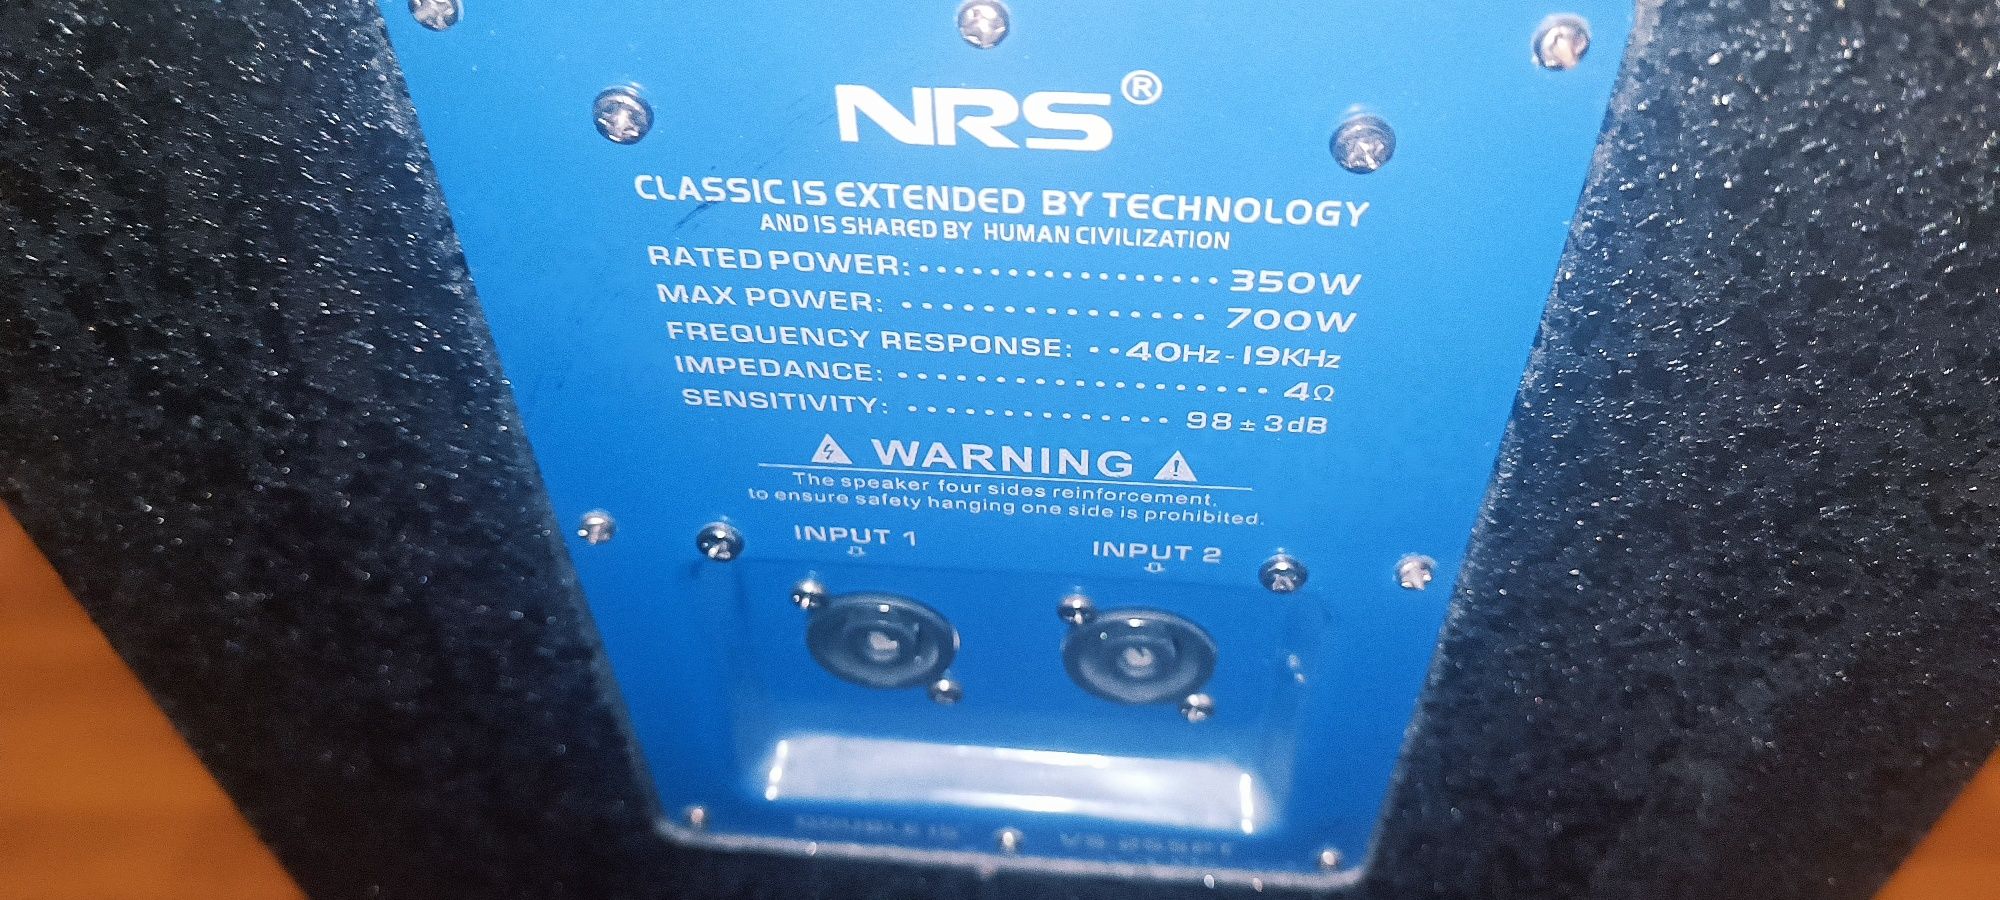 NRS®
CLASSIC IS EXTENDED BY TECHNOLOGY
AND IS SHARED BY HUMAN CIVILIZATION
RATED POWER:................. 350W
MAX POWER: ............... 700W
FREQUENCY RESPONSE: ..40Hz-19KHz
IMPEDANCE: ................... 4Ω
SENSITIVITY: .............. 98±3dB
WARNING
The speaker four sides reinforcement,
to ensure safety hanging one side is prohibited.
INPUT 1 INPUT 2